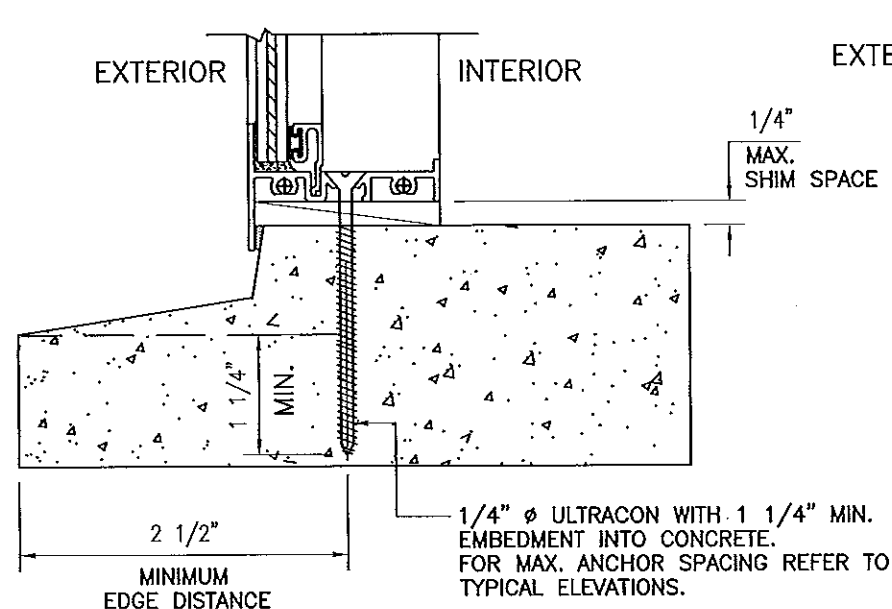 EXTERIOR
INTERIOR
EXTE
1/4"
MAX.
SHIM SPACE
1 1/4"
MIN.
2 1/2"
MINIMUM
EDGE DISTANCE
1/4" ø ULTRACON WITH 1 1/4" MIN.
EMBEDMENT INTO CONCRETE.
FOR MAX. ANCHOR SPACING REFER TO
TYPICAL ELEVATIONS.